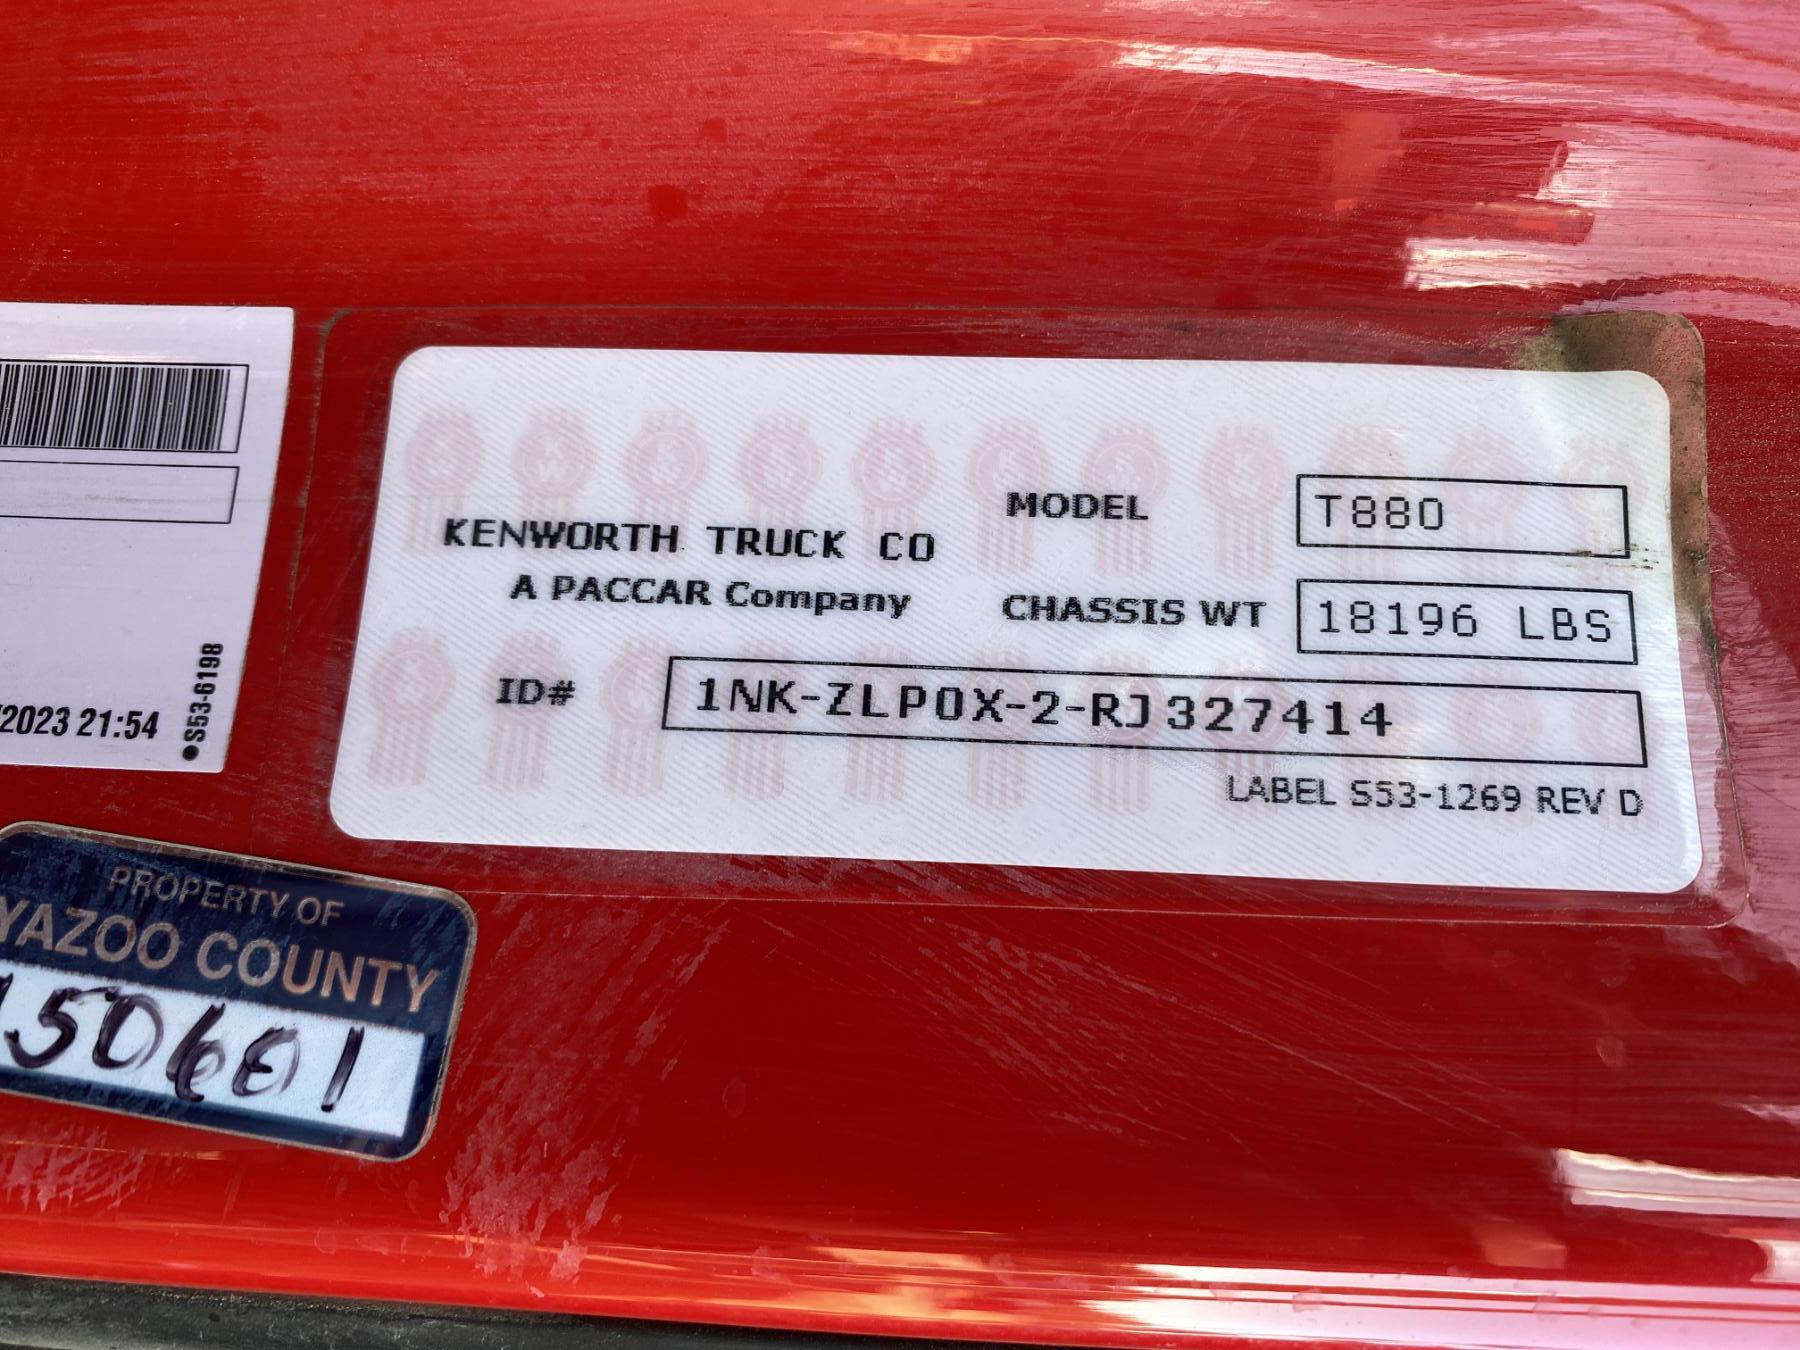 /2023 21:54
●S53-6198
KENWORTH TRUCK CO
A PACCAR Company
MODEL T880
CHASSIS WT 18196 LBS
ID# 1NK-ZLP0X-2-RJ327414
LABEL S53-1269 REV D
PROPERTY OF
YAZOO COUNTY
150661